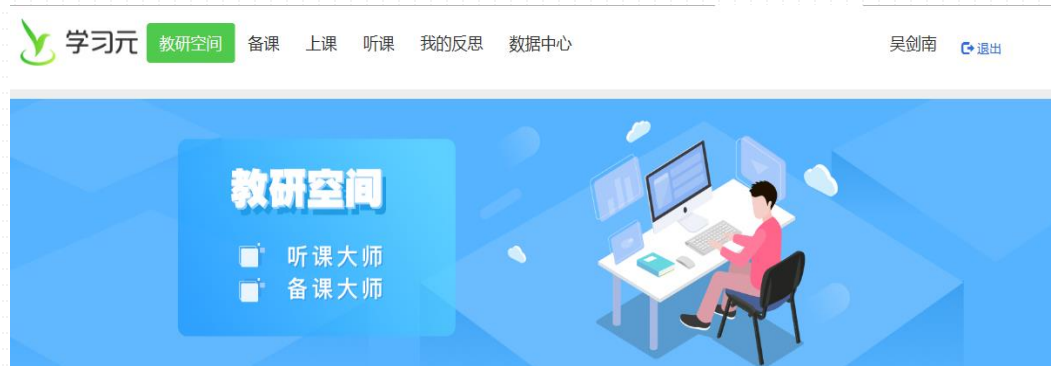 学习元 教研空间 备课 上课 听课 我的反思 数据中心 吴剑南 退出
教研空间
听课大师
备课大师